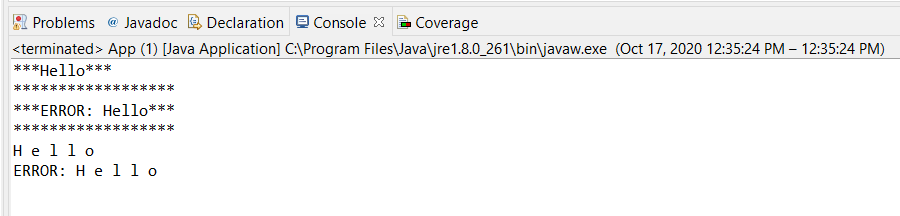 Problems @ Javadoc Declaration Console Coverage
<terminated> App (1) [Java Application] C:\Program Files\Java\jre1.8.0_261\bin\javaw.exe (Oct 17, 2020 12:35:24 PM – 12:35:24 PM)
***Hello***
******************
***ERROR: Hello***
******************
H e l l o
ERROR: H e l l o